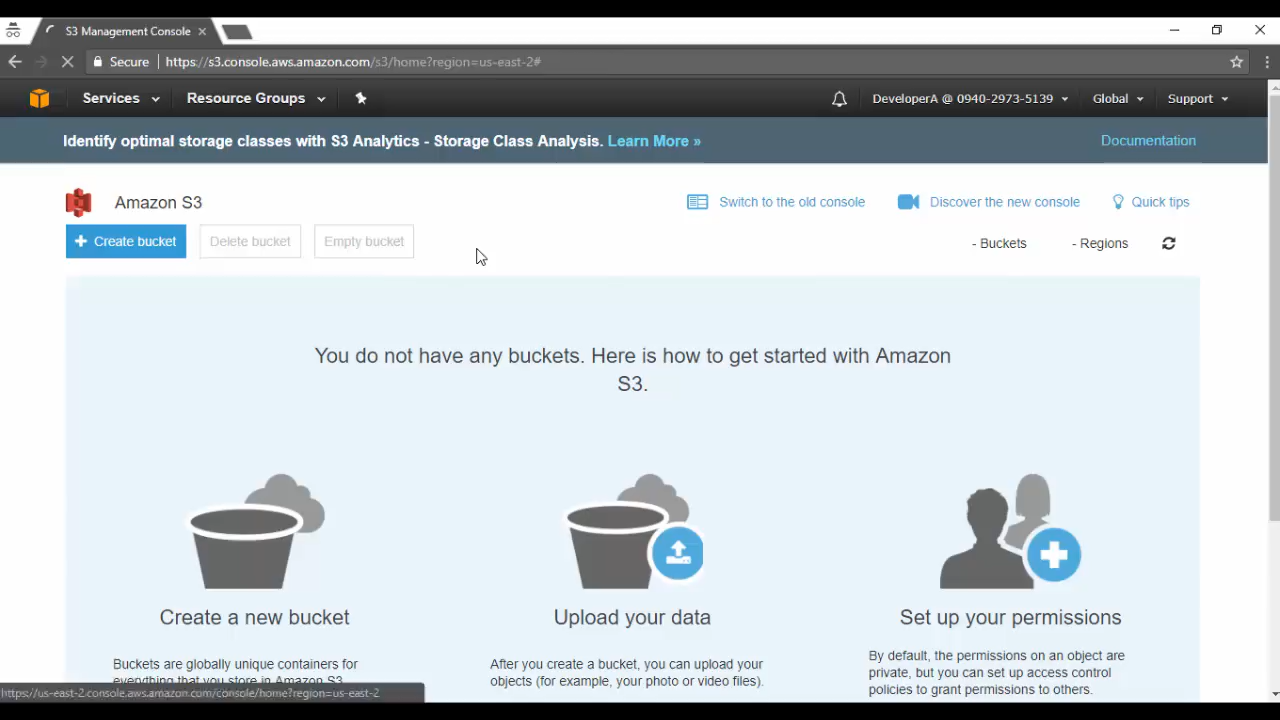 S3 Management Console
Secure https://s3.console.aws.amazon.com/s3/home?region=us-east-2#
Services Resource Groups DeveloperA @ 0940-2973-5139 Global Support
Identify optimal storage classes with S3 Analytics - Storage Class Analysis. Learn More » Documentation
Amazon S3 Switch to the old console Discover the new console Quick tips
Create bucket Delete bucket Empty bucket - Buckets - Regions
You do not have any buckets. Here is how to get started with Amazon
S3.
Create a new bucket
Buckets are globally unique containers for
everything that you store in Amazon S3.
Upload your data
After you create a bucket, you can upload your
objects (for example, your photo or video files).
Set up your permissions
By default, the permissions on an object are
private, but you can set up access control
policies to grant permissions to others.
https://us-east-2.console.aws.amazon.com/console/home?region=us-east-2